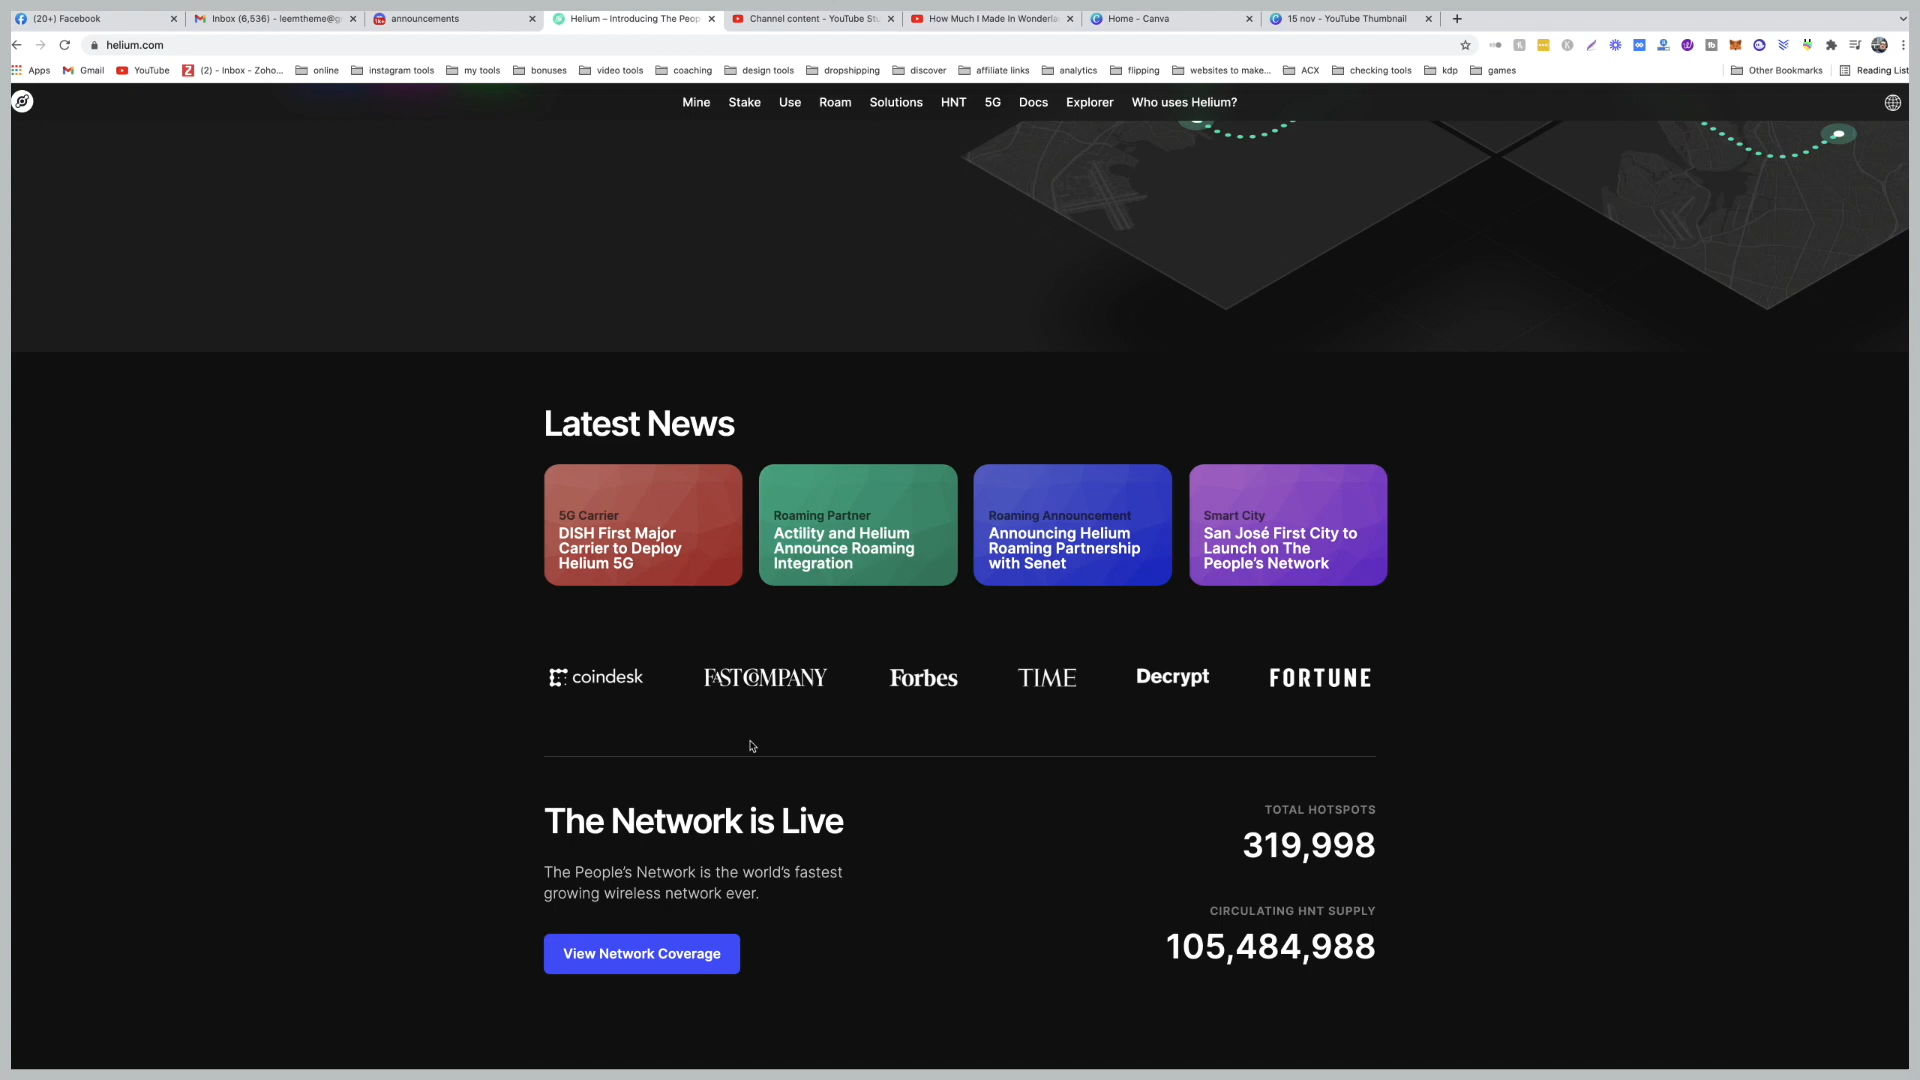 (20+) Facebook
Inbox (6,536) - leemtheme@g
announcements
Helium – Introducing The Peop
Channel content - YouTube Stu
How Much I Made In Wonderla
Home - Canva
15 nov - YouTube Thumbnail
helium.com
Apps
Gmail
YouTube
(2) - Inbox - Zoho...
online
instagram tools
my tools
bonuses
video tools
coaching
design tools
dropshipping
discover
affiliate links
analytics
flipping
websites to make...
ACX
checking tools
kdp
games
Other Bookmarks
Reading List
Mine
Stake
Use
Roam
Solutions
HNT
5G
Docs
Explorer
Who uses Helium?
Latest News
5G Carrier
DISH First Major
Carrier to Deploy
Helium 5G
Roaming Partner
Actility and Helium
Announce Roaming
Integration
Roaming Announcement
Announcing Helium
Roaming Partnership
with Senet
Smart City
San José First City to
Launch on The
People's Network
coindesk
FAST COMPANY
Forbes
TIME
Decrypt
FORTUNE
The Network is Live
The People's Network is the world's fastest
growing wireless network ever.
View Network Coverage
TOTAL HOTSPOTS
319,998
CIRCULATING HNT SUPPLY
105,484,988